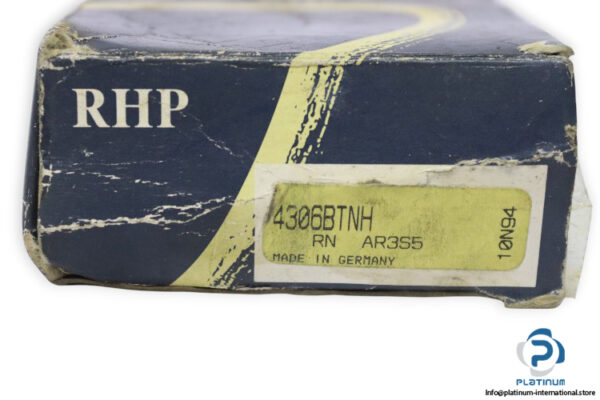 RHP
4306BTNH
RN AR3S5
MADE IN GERMANY
10N94
PLATINUM
Info@platinum-international.store